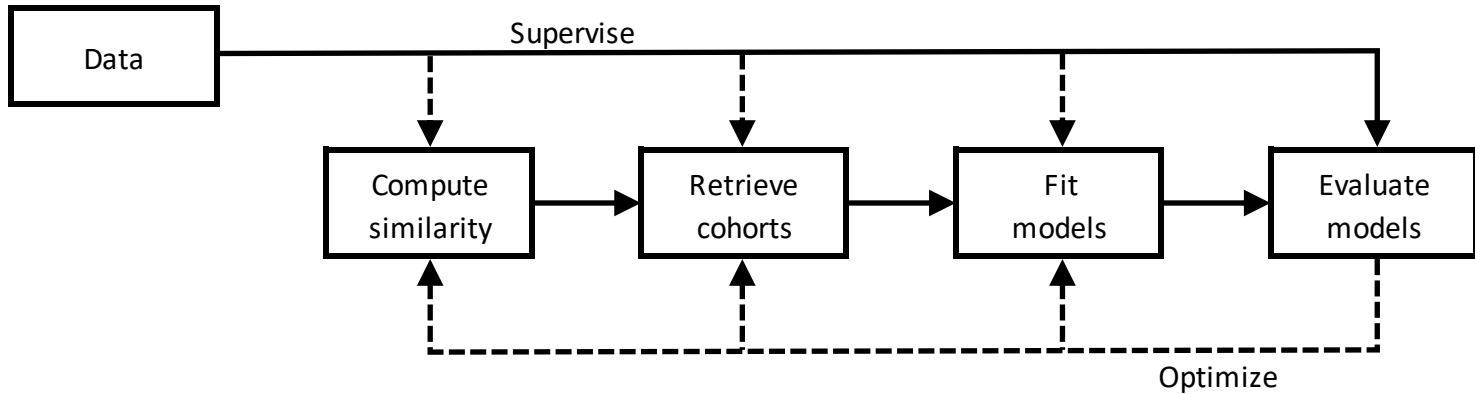 Supervise
Data
Compute
similarity
Retrieve
cohorts
Fit
models
Evaluate
models
Optimize